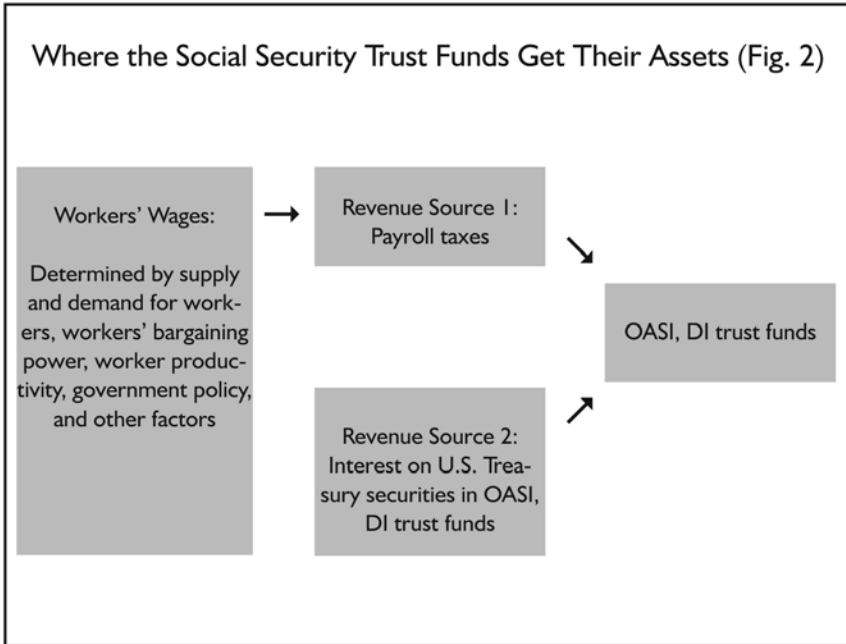 Where the Social Security Trust Funds Get Their Assets (Fig. 2)
Workers’ Wages:
Determined by supply
and demand for work-
ers, workers’ bargaining
power, worker produc-
tivity, government policy,
and other factors
Revenue Source 1:
Payroll taxes
Revenue Source 2:
Interest on U.S. Trea-
sury securities in OASI,
DI trust funds
OASI, DI trust funds